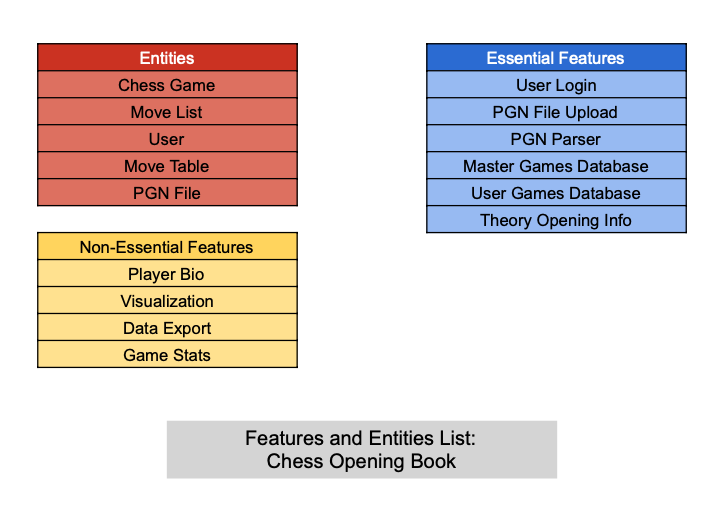 Entities
Chess Game
Move List
User
Move Table
PGN File
Essential Features
User Login
PGN File Upload
PGN Parser
Master Games Database
User Games Database
Theory Opening Info
Non-Essential Features
Player Bio
Visualization
Data Export
Game Stats
Features and Entities List:
Chess Opening Book